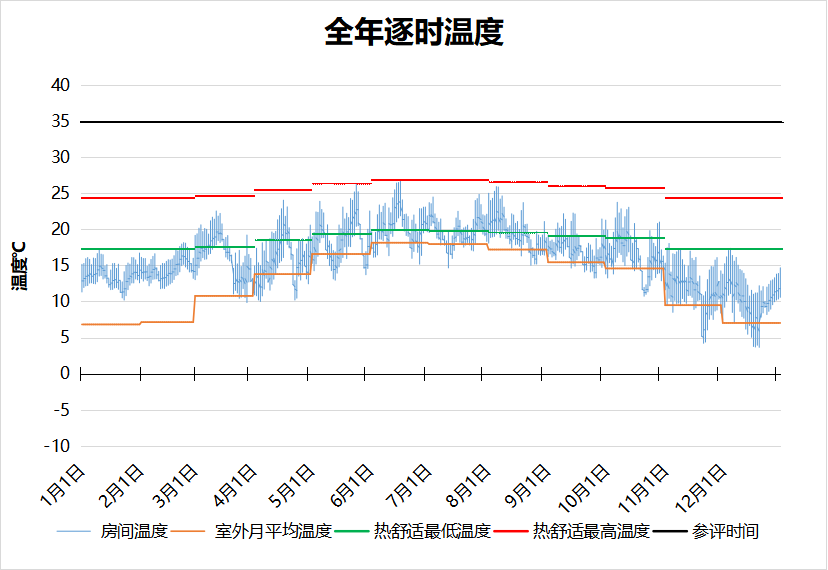 全年逐时温度
40
35
30
25
20
15
10
5
0
-5
-10
温度℃
1月1日
2月1日
3月1日
4月1日
5月1日
6月1日
7月1日
8月1日
9月1日
10月1日
11月1日
12月1日
房间温度 室外月平均温度 热舒适最低温度 热舒适最高温度 参评时间